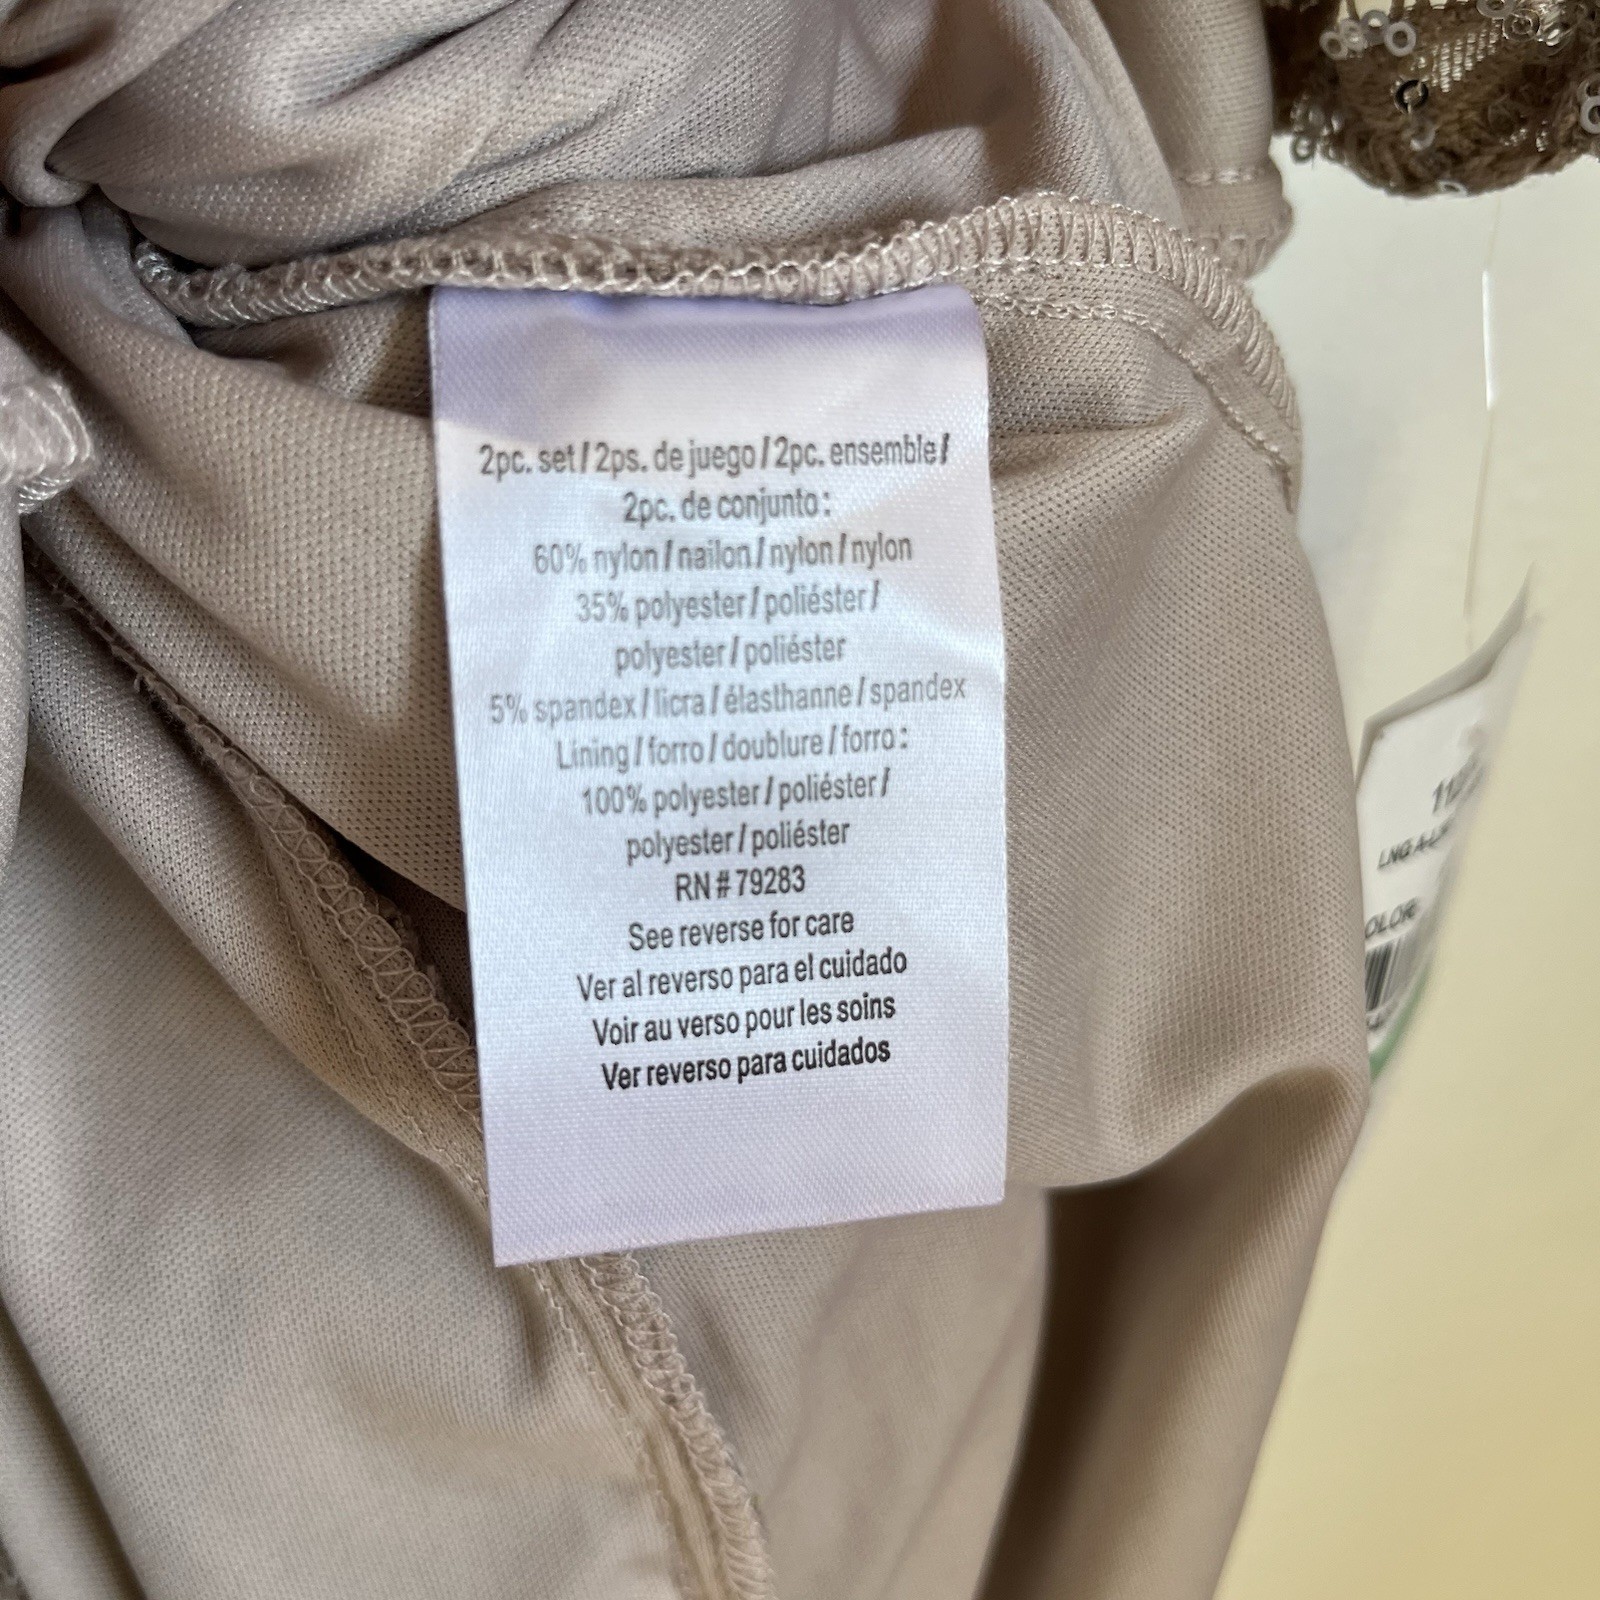 2pc. set / 2ps. de juego / 2pc. ensemble /
2pc. de conjunto :
60% nylon / nailon / nylon / nylon
35% polyester / poliéster /
polyester / poliéster
5% spandex / licra / élasthanne / spandex
Lining / forro / doublure / forro :
100% polyester / poliéster /
polyester / poliéster
RN # 79283
See reverse for care
Ver al reverso para el cuidado
Voir au verso pour les soins
Ver reverso para cuidados
LNG